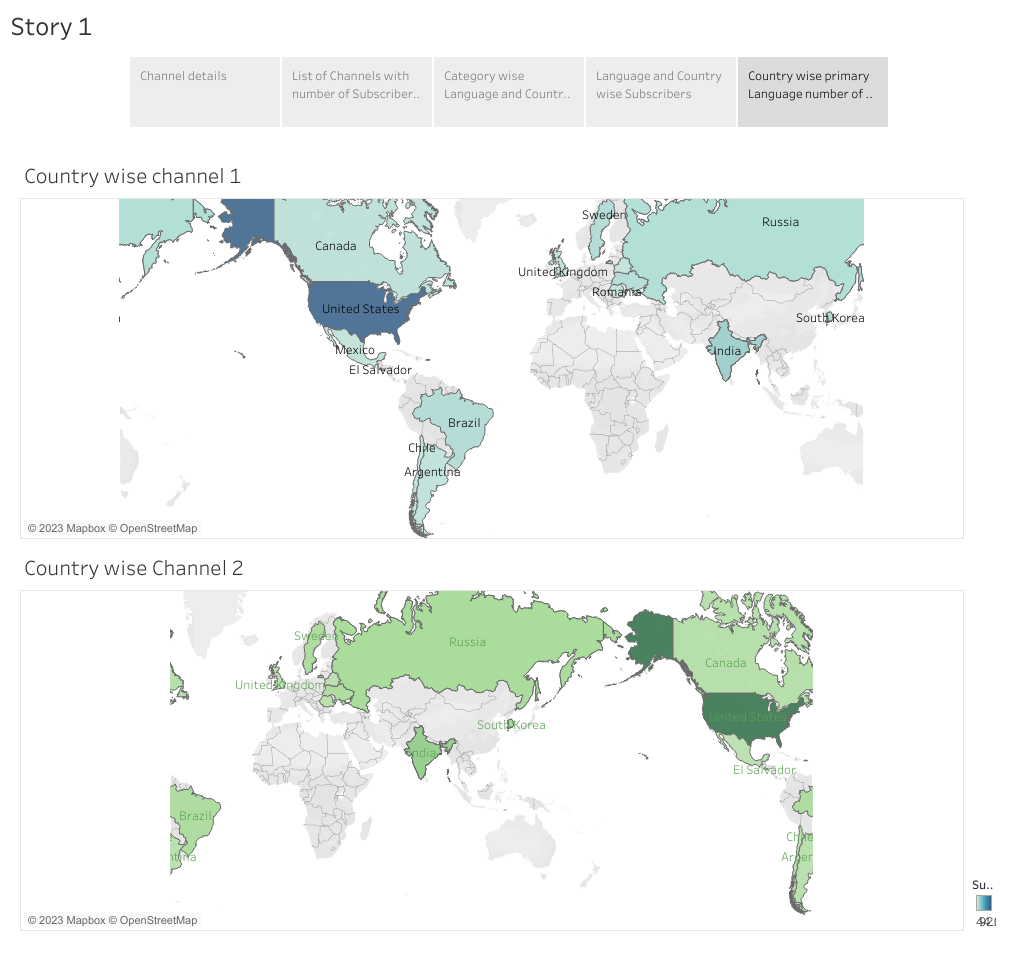 Story 1
Channel details
List of Channels with
number of Subscriber..
Category wise
Language and Countr..
Language and Country
wise Subscribers
Country wise primary
Language number of ..
Country wise channel 1
Sweden
Russia
Canada
United Kingdom
Romania
United States
South Korea
Mexico
India
El Salvador
Brazil
Chile
Argentina
© 2023 Mapbox © OpenStreetMap
Country wise Channel 2
Sweden
Russia
Canada
United Kingdom
United States
South Korea
India
El Salvador
Brazil
Chile
Argen
ntina
© 2023 Mapbox © OpenStreetMap
Su..